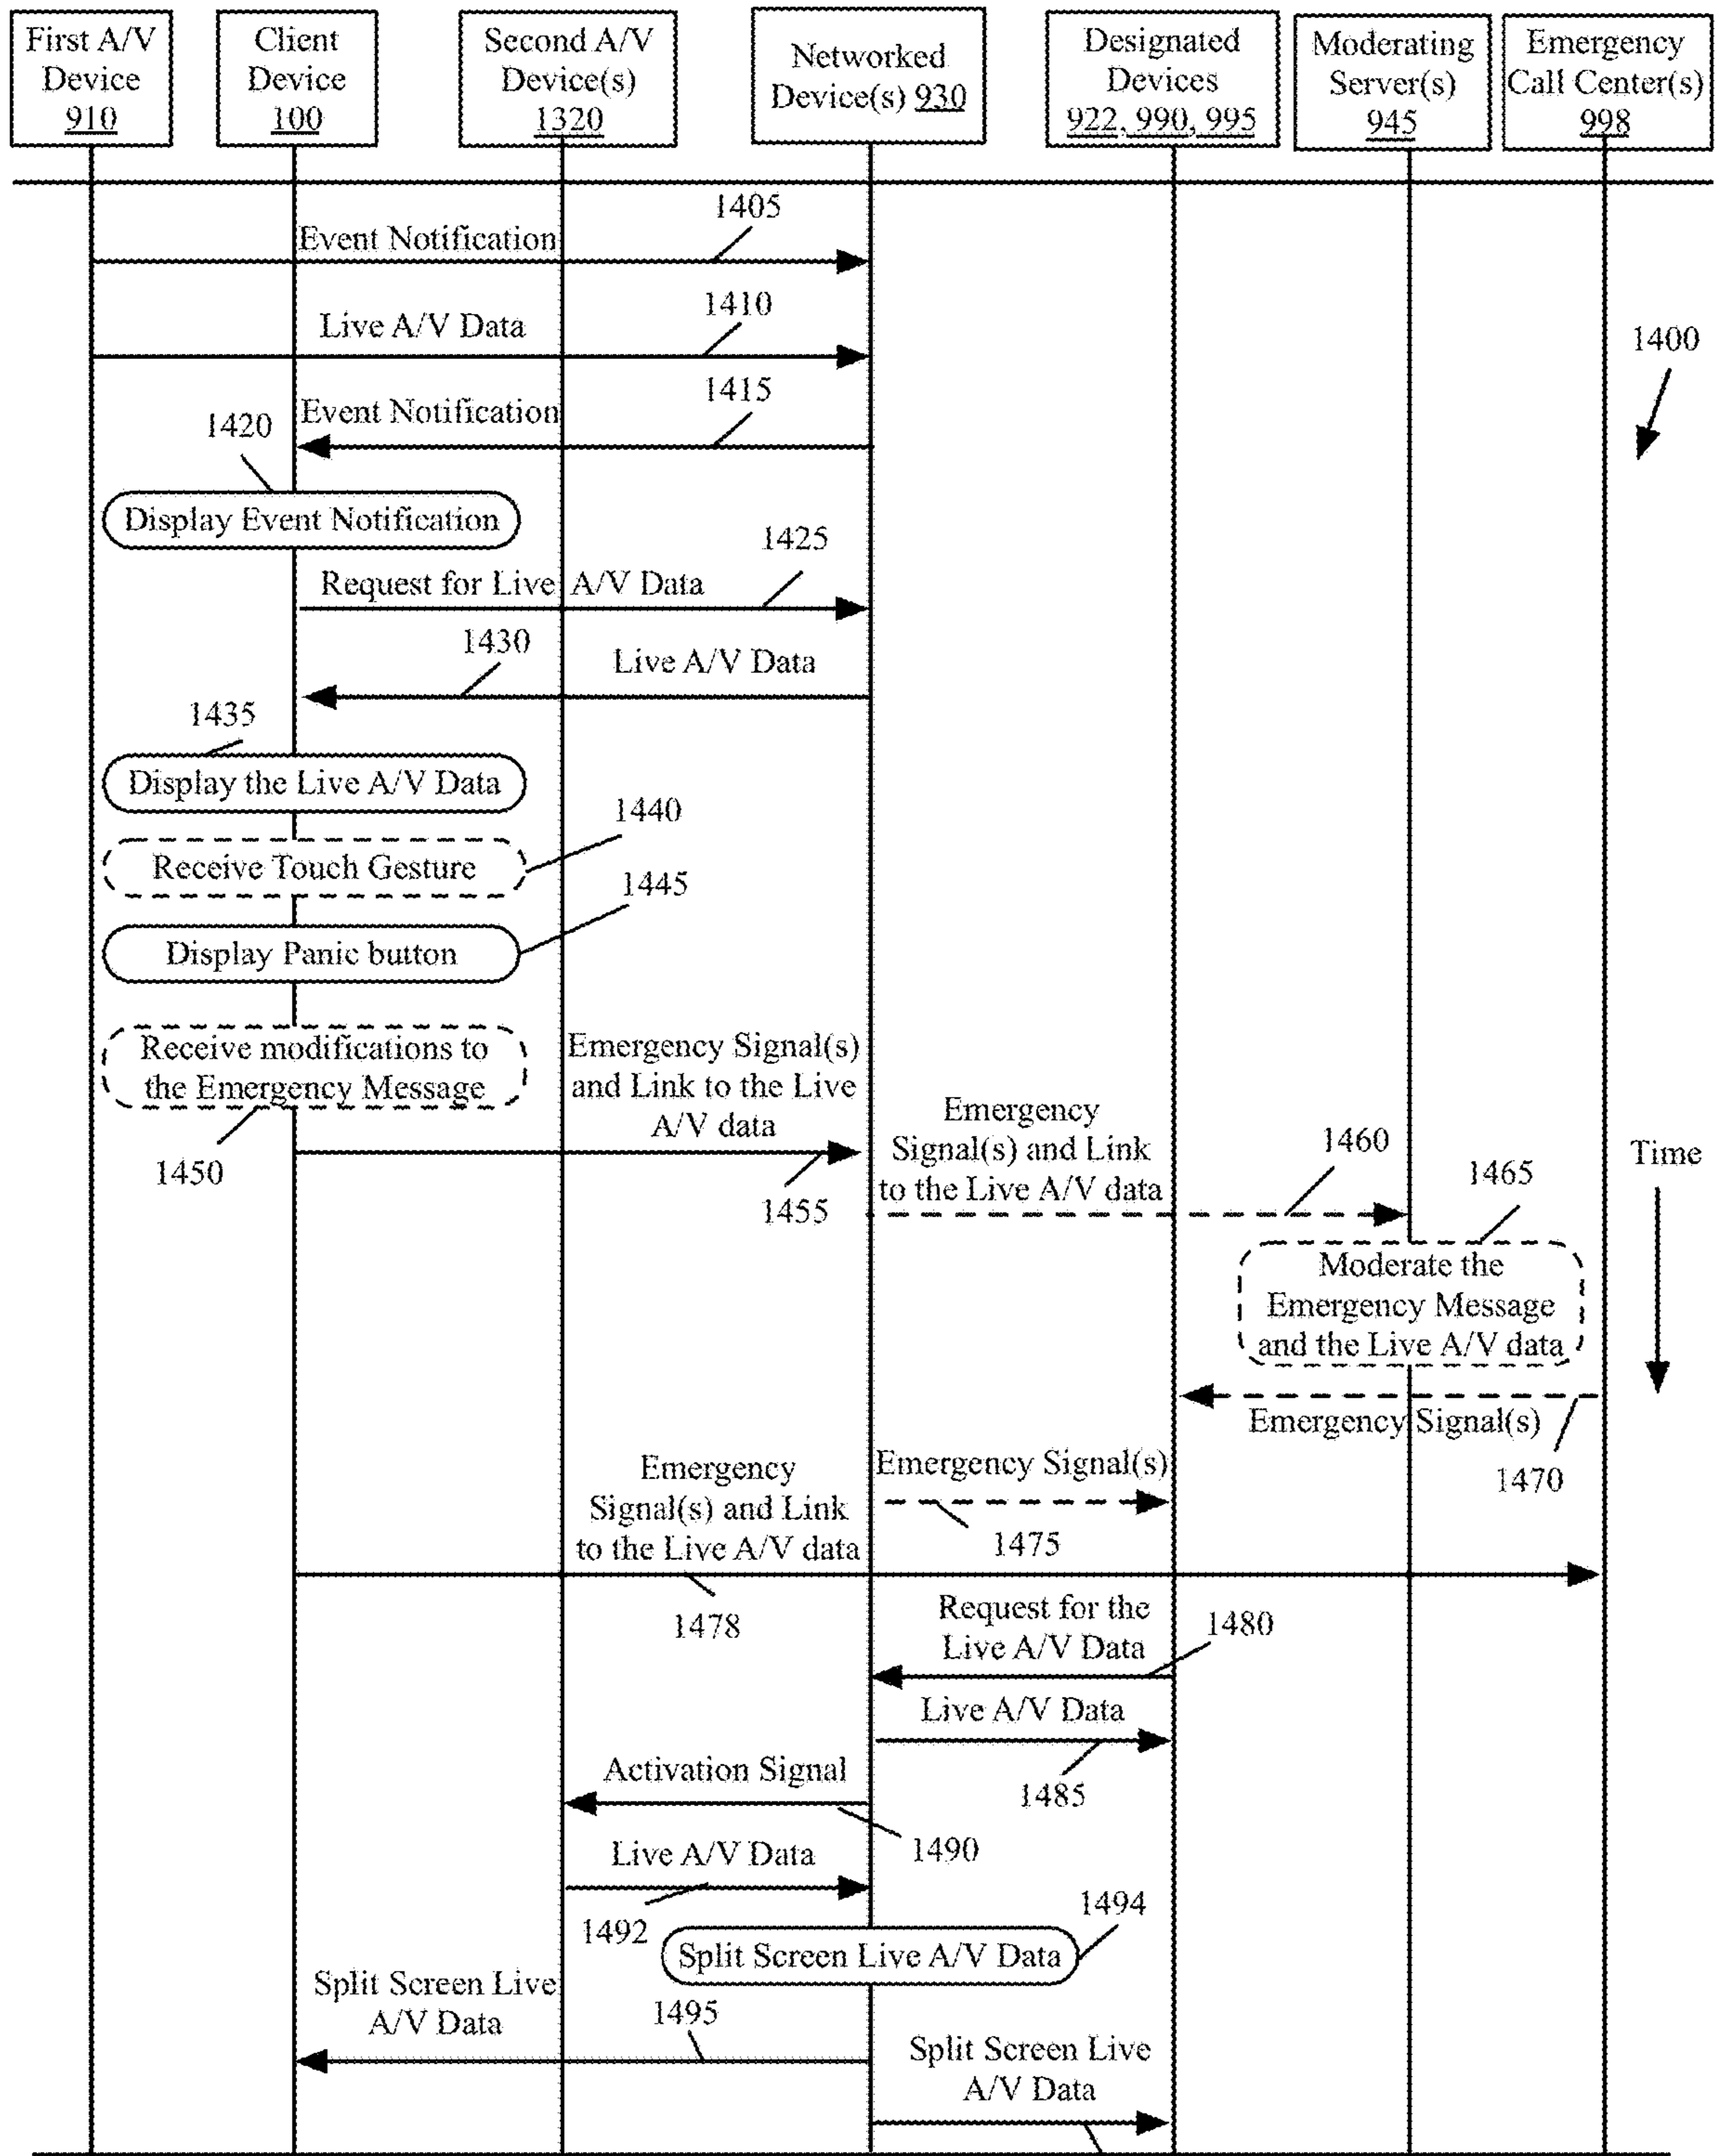 First A/V
Device
910
Client
Device
100
Second A/V
Device(s)
1320
Networked
Device(s) 930
Designated
Devices
922, 990, 995
Moderating
Server(s)
945
Emergency
Call Center(s)
998
1405
Event Notification
1410
Live A/V Data
1400
1415
Event Notification
1420
Display Event Notification
1425
Request for Live A/V Data
1430
Live A/V Data
1435
Display the Live A/V Data
1440
Receive Touch Gesture
1445
Display Panic button
Receive modifications to
the Emergency Message
1450
Emergency Signal(s)
and Link to the Live
A/V data
1455
Emergency
Signal(s) and Link
to the Live A/V data
1460
1465
Time
Moderate the
Emergency Message
and the Live A/V data
Emergency Signal(s)
1470
Emergency Signal(s)
1475
Emergency
Signal(s) and Link
to the Live A/V data
1478
Request for the
Live A/V Data
1480
Live A/V Data
1485
Activation Signal
1490
Live A/V Data
1492
1494
Split Screen Live A/V Data
Split Screen Live
A/V Data
1495
Split Screen Live
A/V Data